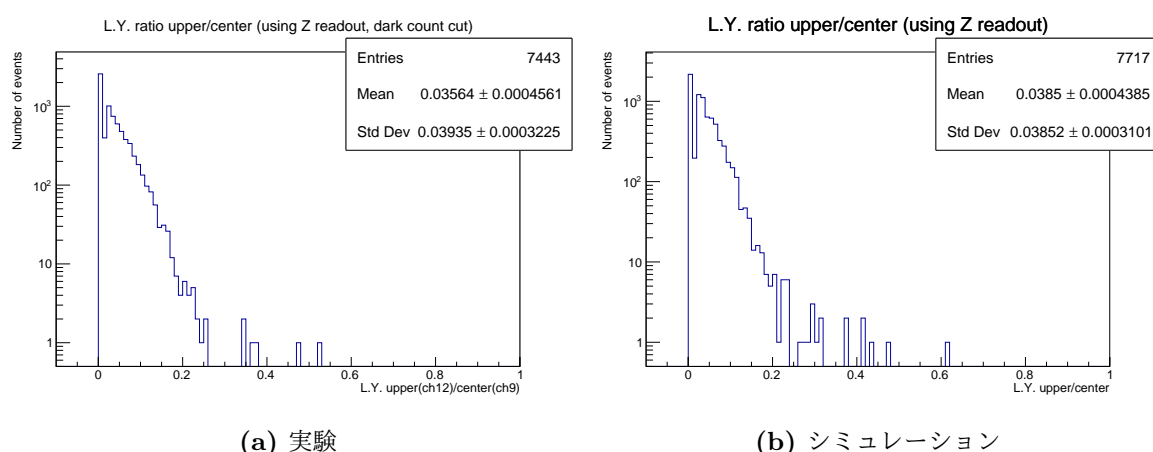 L.Y. ratio upper/center (using Z readout, dark count cut)
Number of events
Entries 7443
Mean 0.03564 ± 0.0004561
Std Dev 0.03935 ± 0.0003225
10³
10²
10
1
0 0.2 0.4 0.6 0.8 1
L.Y. upper(ch12)/center(ch9)
(a) 実験
L.Y. ratio upper/center (using Z readout)
Number of events
Entries 7717
Mean 0.0385 ± 0.0004385
Std Dev 0.03852 ± 0.0003101
10³
10²
10
1
0 0.2 0.4 0.6 0.8 1
L.Y. upper/center
(b) シミュレーション